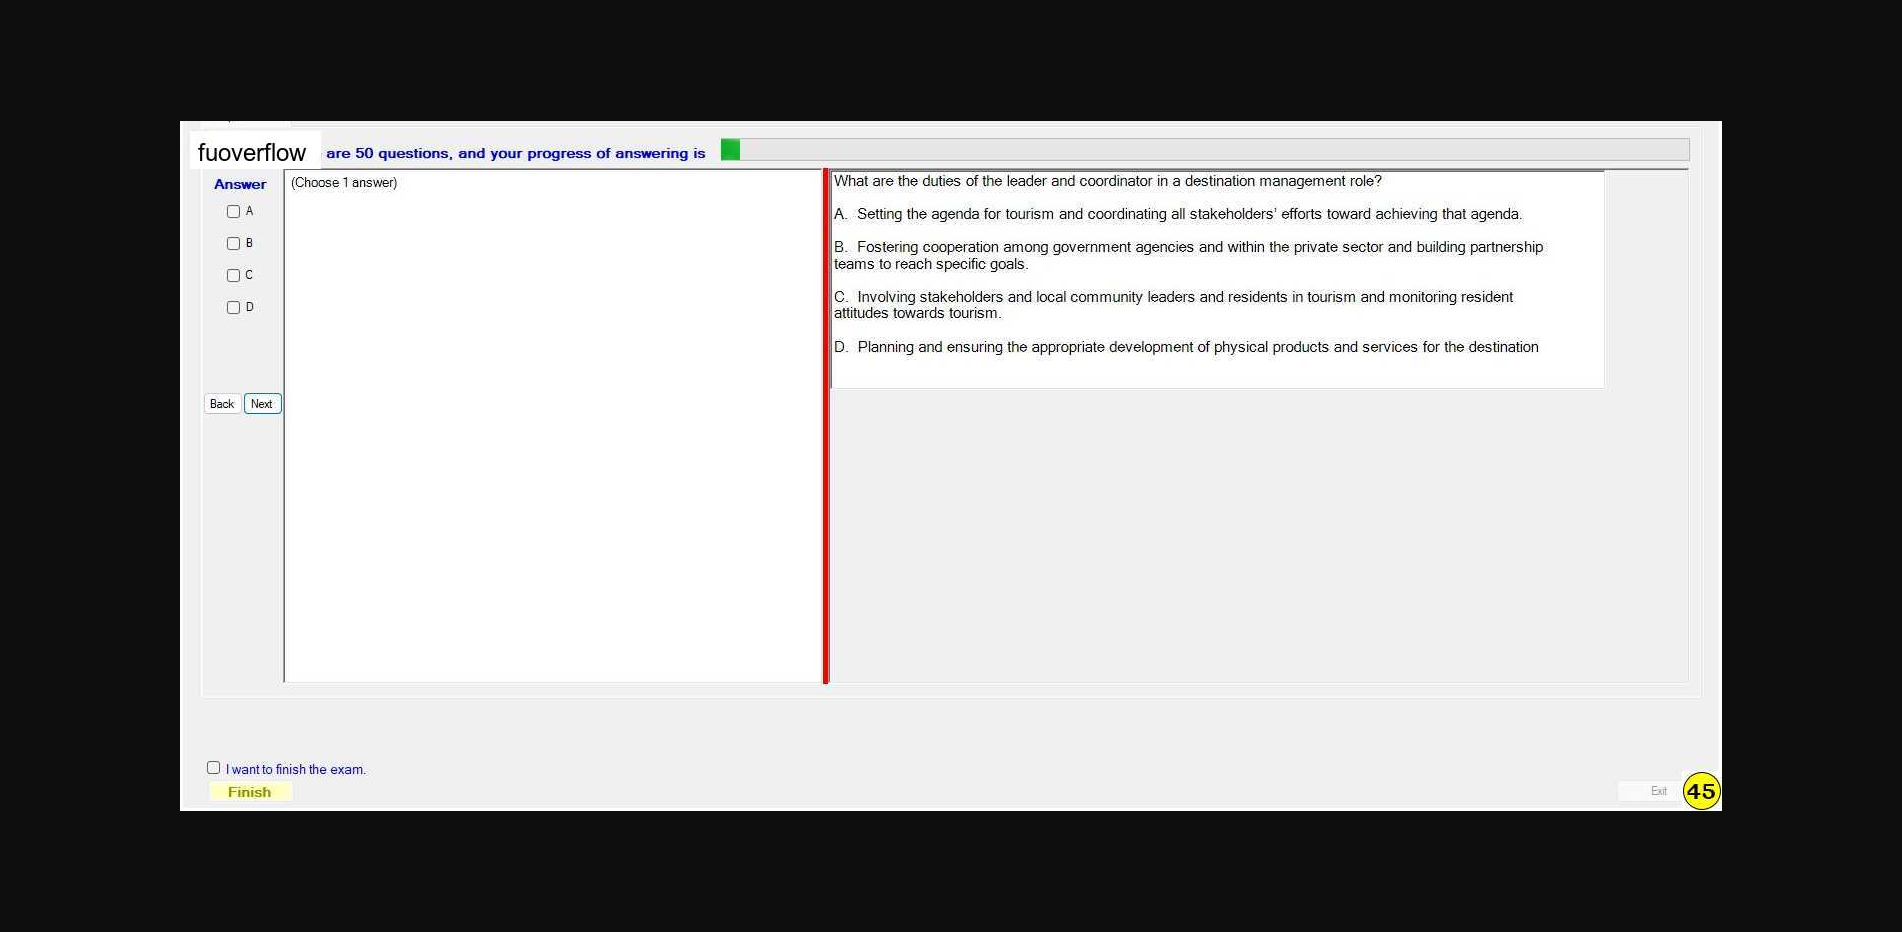 fuoverflow are 50 questions, and your progress of answering is
Answer
(Choose 1 answer)
A
B
C
D
Back Next
What are the duties of the leader and coordinator in a destination management role?
A. Setting the agenda for tourism and coordinating all stakeholders' efforts toward achieving that agenda.
B. Fostering cooperation among government agencies and within the private sector and building partnership
teams to reach specific goals.
C. Involving stakeholders and local community leaders and residents in tourism and monitoring resident
attitudes towards tourism.
D. Planning and ensuring the appropriate development of physical products and services for the destination
I want to finish the exam.
Finish
Exit
45